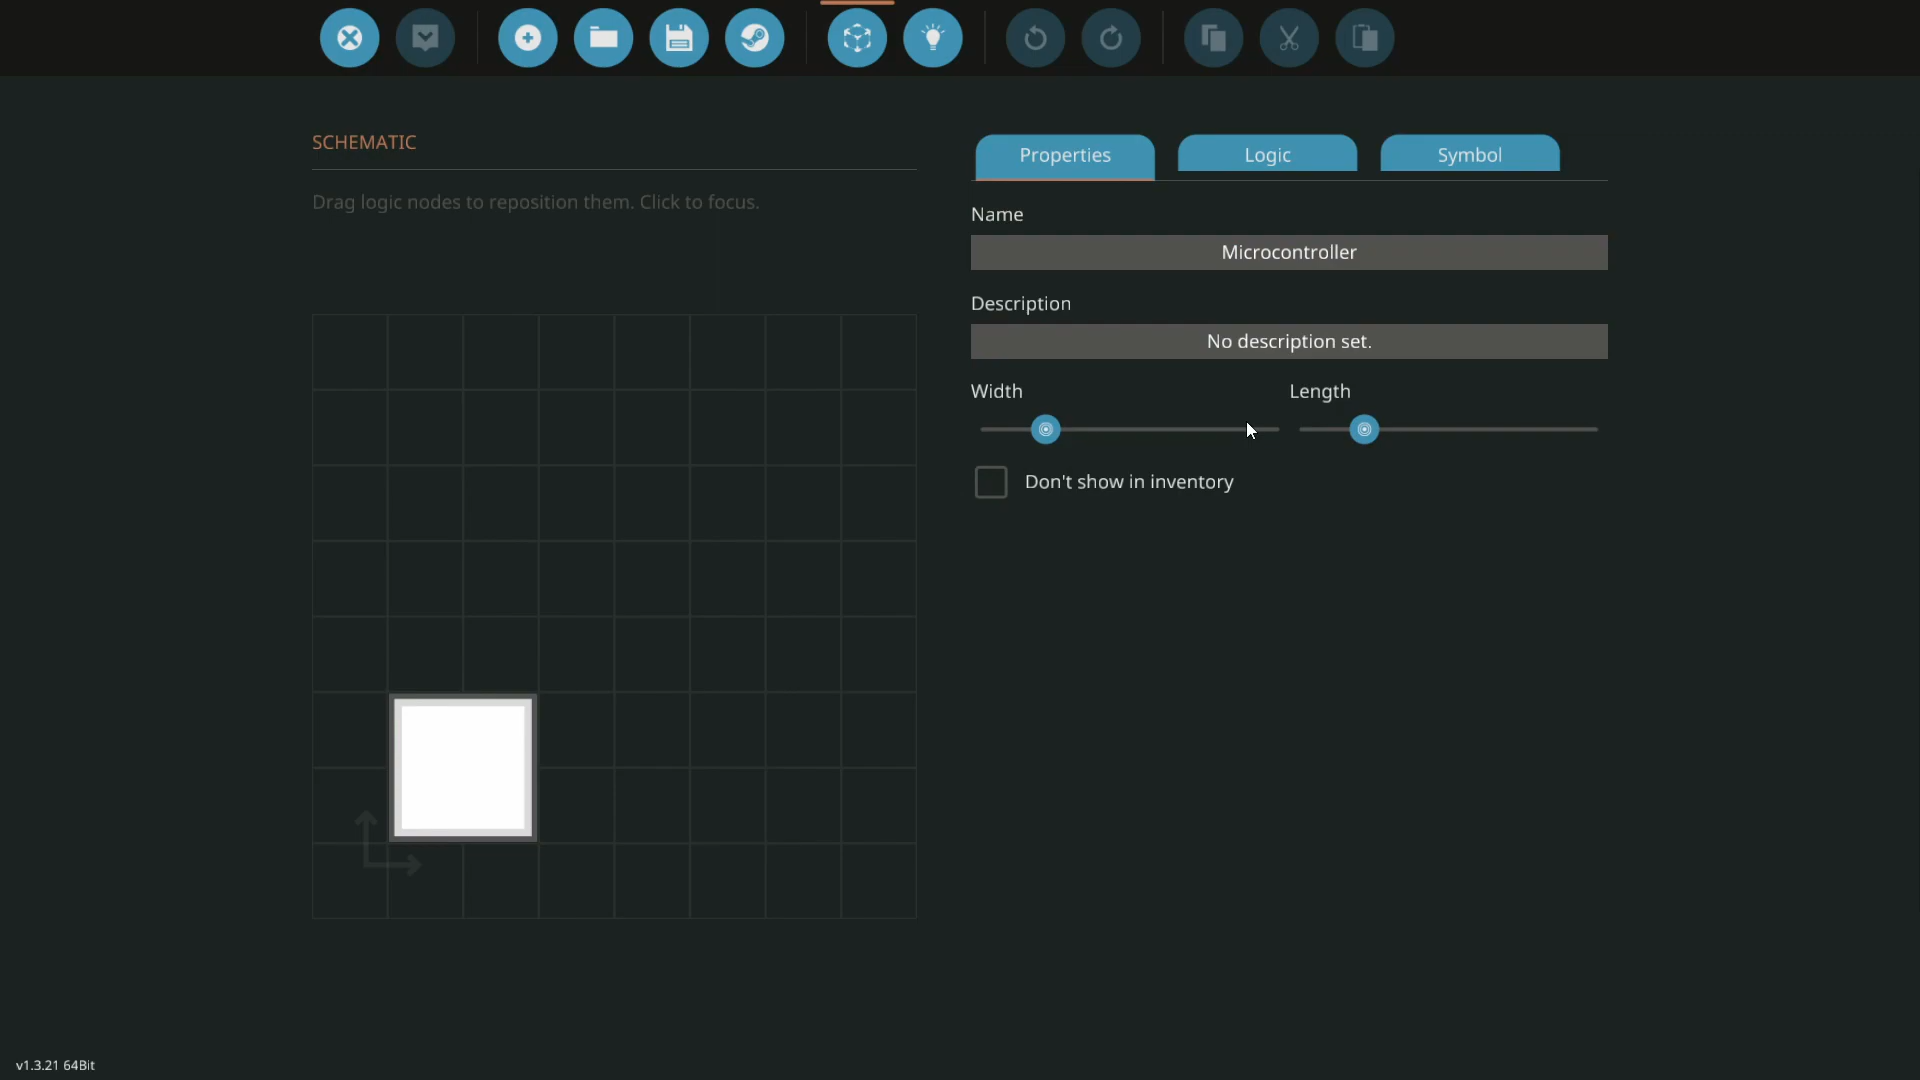 SCHEMATIC
Drag logic nodes to reposition them. Click to focus.
Properties
Logic
Symbol
Name
Microcontroller
Description
No description set.
Width
Length
Don't show in inventory
v1.3.21 64Bit